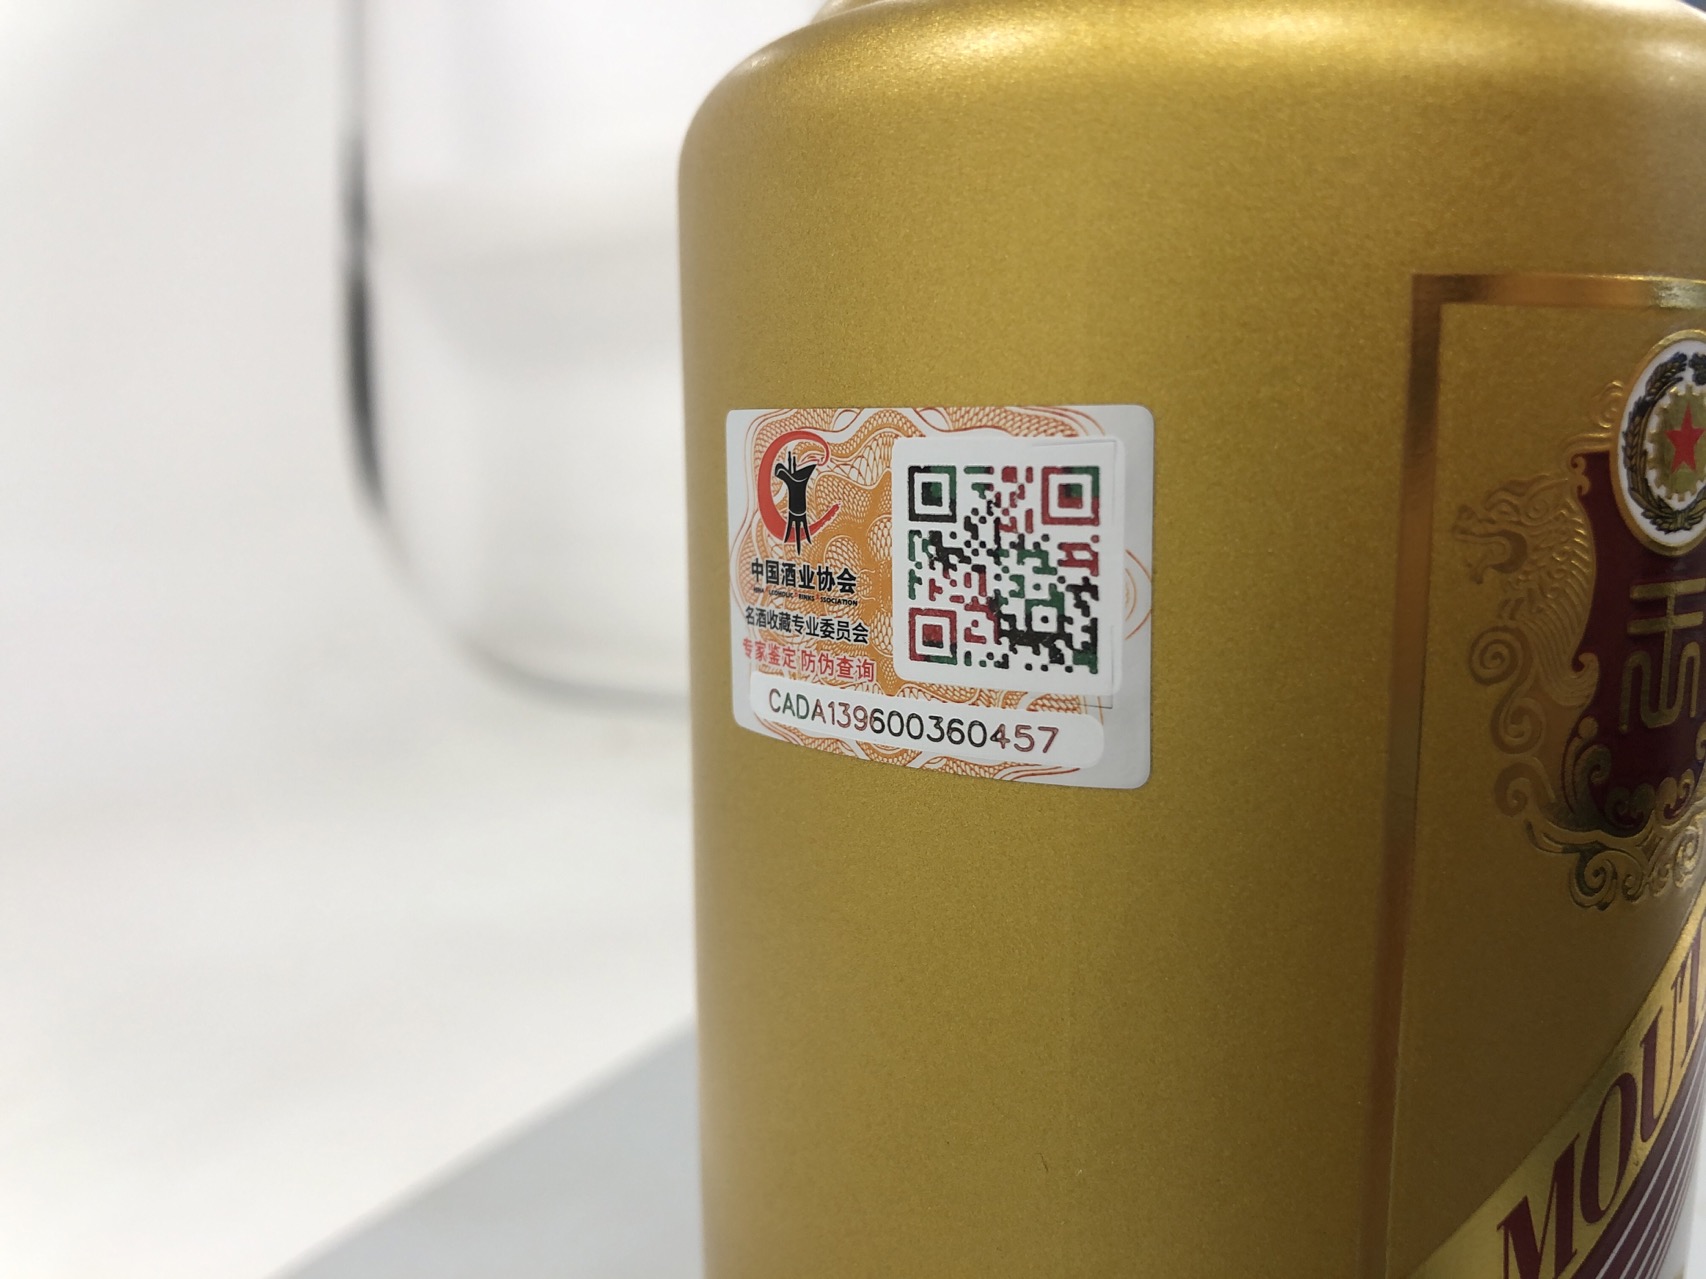 中国酒业协会
名酒收藏专业委员会
专家鉴定 防伪查询
CADA139600360457
MOUT